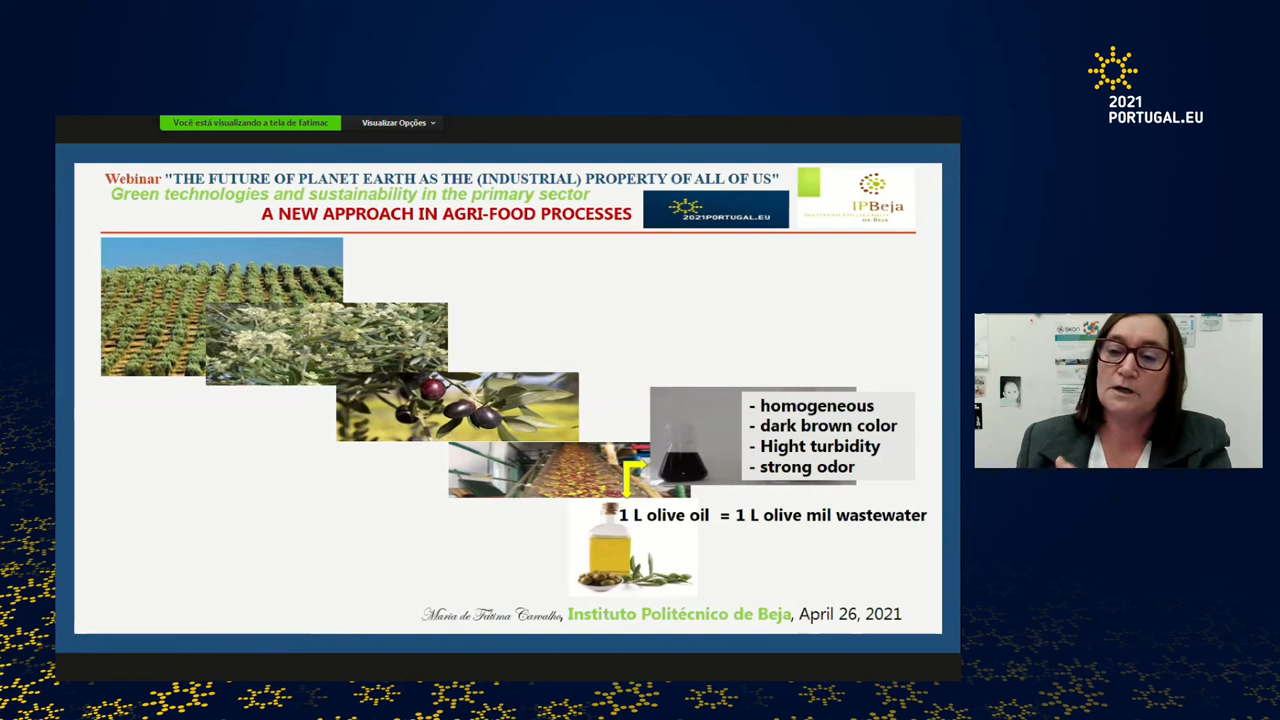 2021
PORTUGAL.EU
Você está visualizando a tela de fatimac
Visualizar Opções
Webinar "THE FUTURE OF PLANET EARTH AS THE (INDUSTRIAL) PROPERTY OF ALL OF US"
Green technologies and sustainability in the primary sector
A NEW APPROACH IN AGRI-FOOD PROCESSES
2021PORTUGAL.EU
IPBeja
INSTITUTO POLITÉCNICO
DE BEJA
- homogeneous
- dark brown color
- Hight turbidity
- strong odor
1 L olive oil = 1 L olive mil wastewater
Maria de Fátima Carvalho, Instituto Politécnico de Beja, April 26, 2021